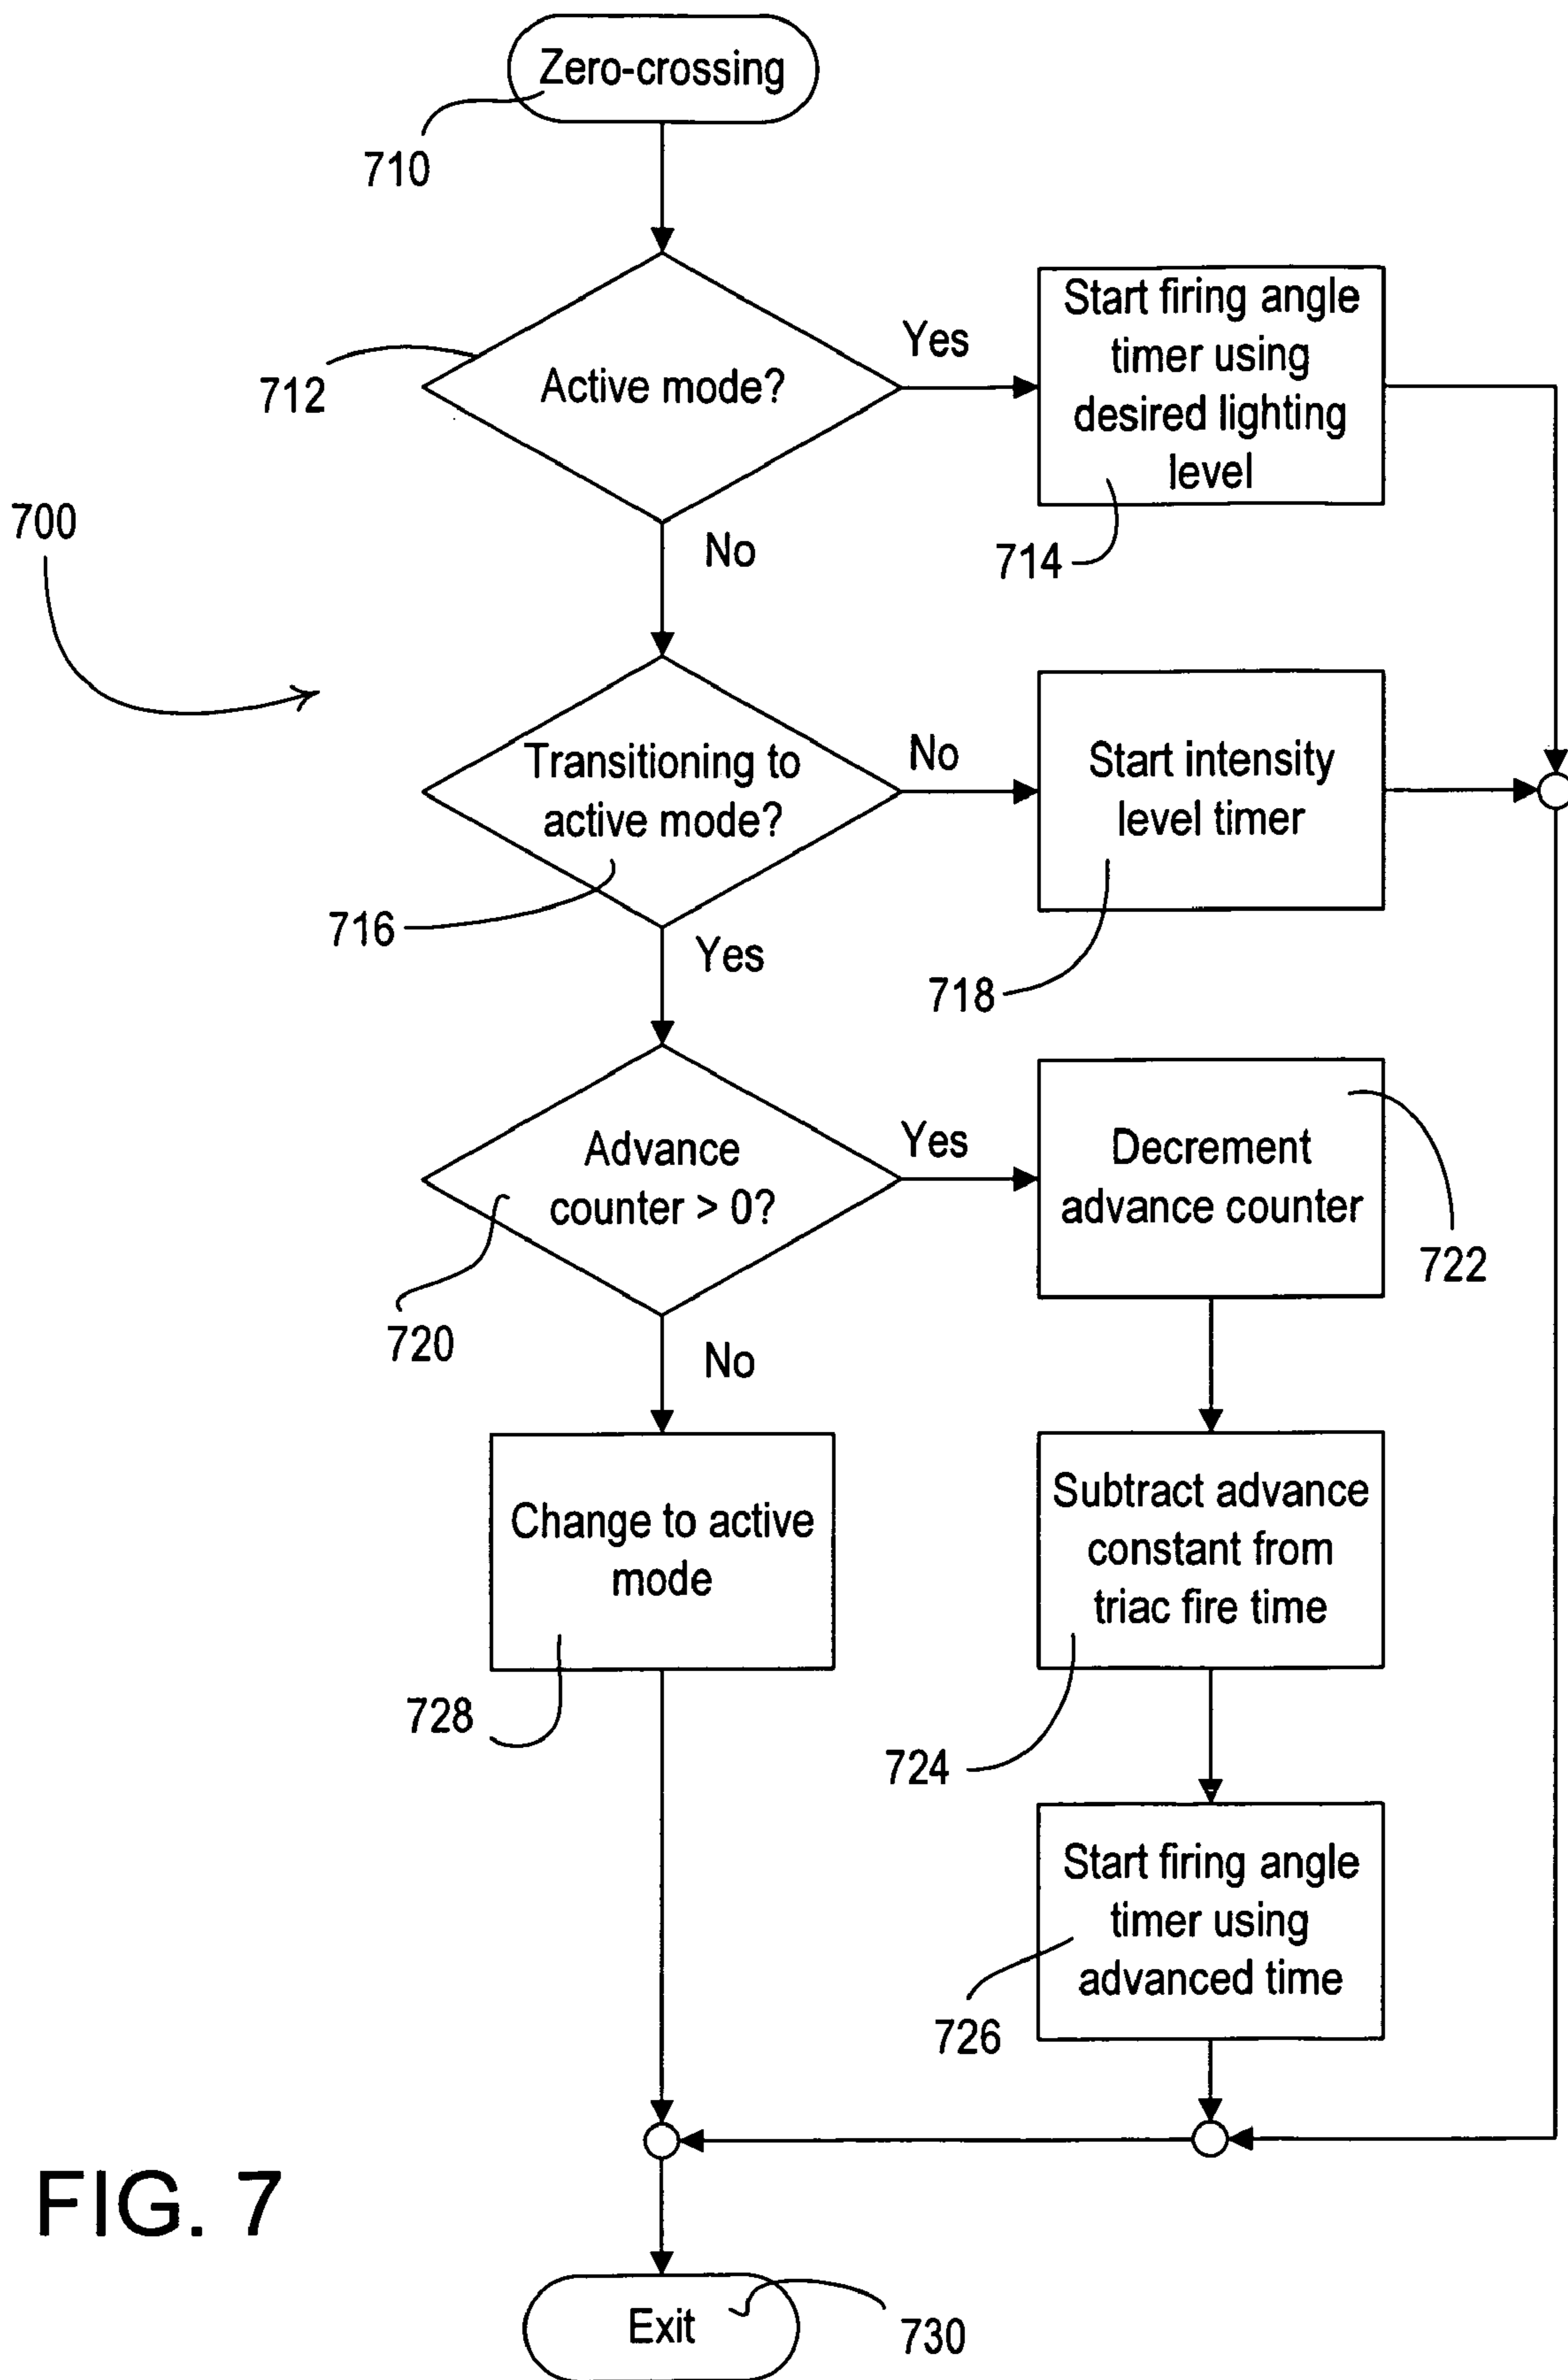 Zero-crossing
710
Active mode?
712
Yes
Start firing angle
timer using
desired lighting
level
714
No
700
Transitioning to
active mode?
716
No
Start intensity
level timer
718
Yes
Advance
counter > 0?
720
Yes
Decrement
advance counter
722
No
Change to active
mode
728
Subtract advance
constant from
triac fire time
724
Start firing angle
timer using
advanced time
726
FIG. 7
Exit
730